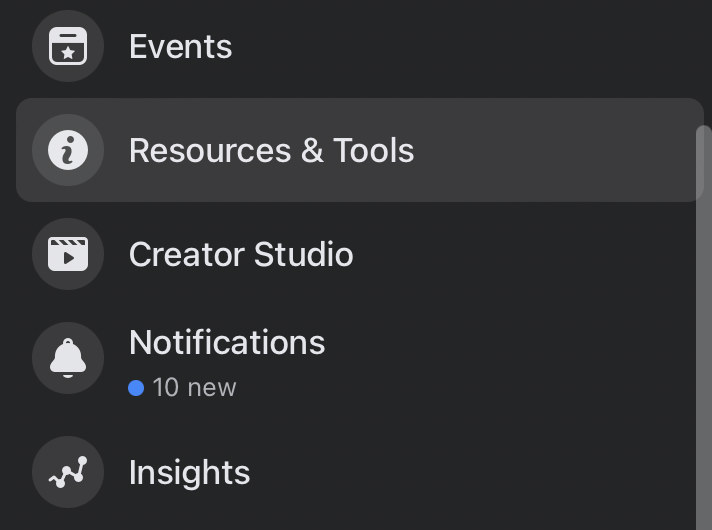 Events
Resources & Tools
Creator Studio
Notifications
10 new
Insights